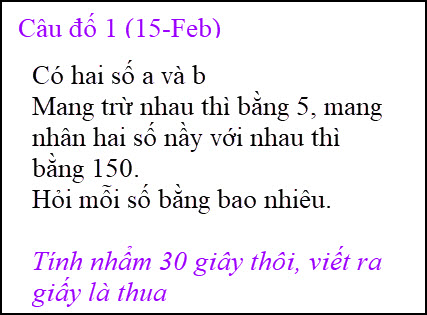 Câu đố 1 (15-Feb)
Có hai số a và b
Mang trừ nhau thì bằng 5, mang
nhân hai số nầy với nhau thì
bằng 150.
Hỏi mỗi số bằng bao nhiêu.
Tính nhẩm 30 giây thôi, viết ra
giấy là thua